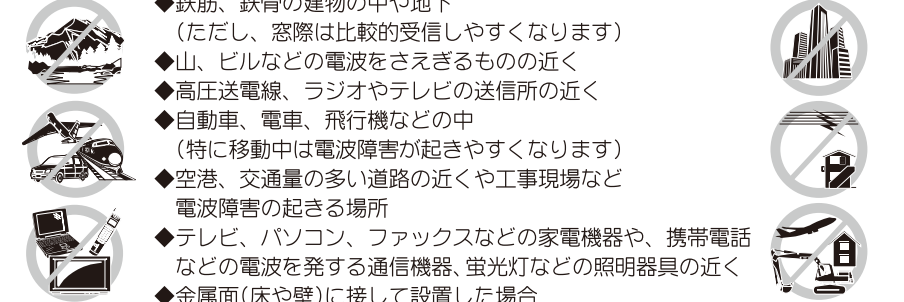 ◆鉄筋、鉄骨の建物の中や地下
（ただし、窓際は比較的受信しやすくなります）
◆山、ビルなどの電波をさえぎるものの近く
◆高圧送電線、ラジオやテレビの送信所の近く
◆自動車、電車、飛行機などの中
（特に移動中は電波障害が起きやすくなります）
◆空港、交通量の多い道路の近くや工事現場など
電波障害の起きる場所
◆テレビ、パソコン、ファックスなどの家電機器や、携帯電話
などの電波を発する通信機器、蛍光灯などの照明器具の近く
◆金属面（床や壁）に接して設置した場合